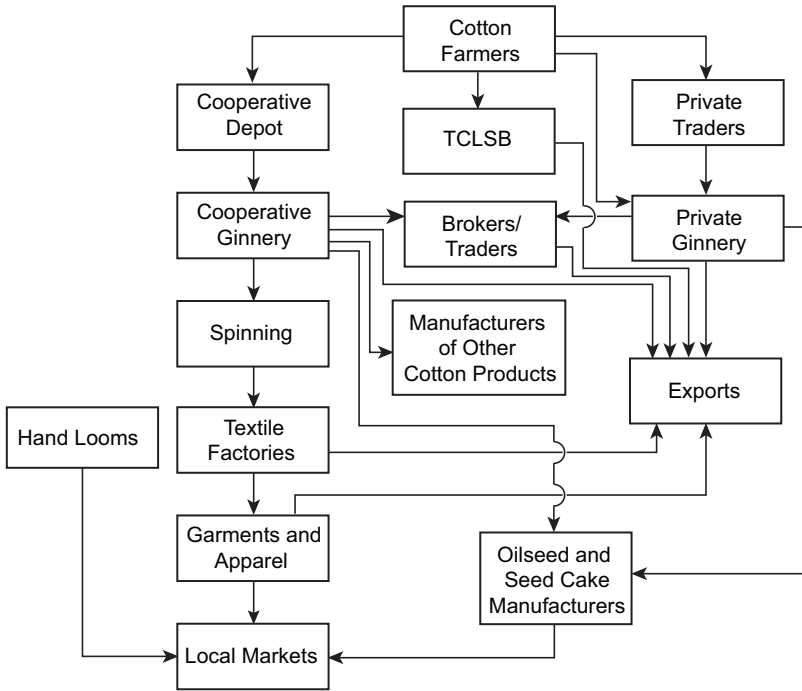 Cotton
Farmers
Cooperative
Depot
TCLSB
Private
Traders
Cooperative
Ginnery
Brokers/
Traders
Private
Ginnery
Spinning
Manufacturers
of Other
Cotton Products
Exports
Hand Looms
Textile
Factories
Garments and
Apparel
Oilseed and
Seed Cake
Manufacturers
Local Markets